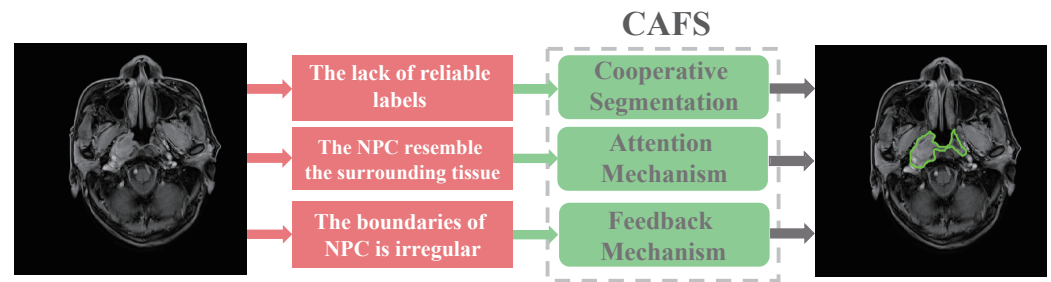 CAFS
The lack of reliable
labels
Cooperative
Segmentation
The NPC resemble
the surrounding tissue
Attention
Mechanism
The boundaries of
NPC is irregular
Feedback
Mechanism